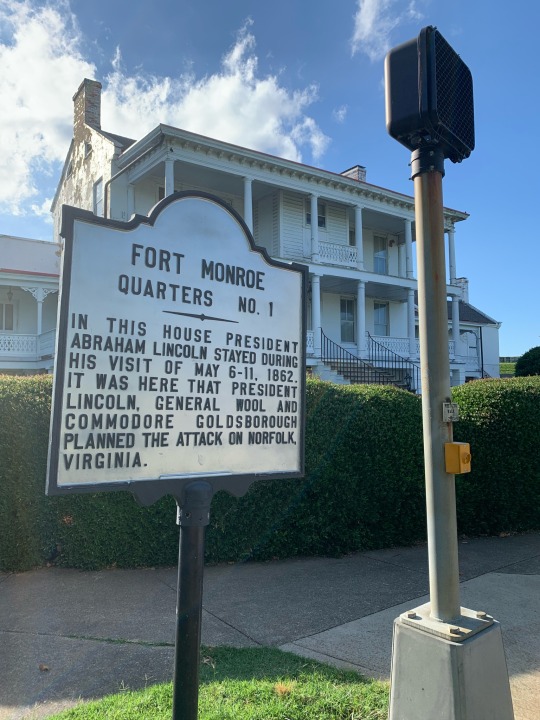 FORT MONROE
QUARTERS NO. 1
IN THIS HOUSE PRESIDENT
ABRAHAM LINCOLN STAYED DURING
HIS VISIT OF MAY 6-11, 1862.
IT WAS HERE THAT PRESIDENT
LINCOLN, GENERAL WOOL AND
COMMODORE GOLDSBOROUGH
PLANNED THE ATTACK ON NORFOLK,
VIRGINIA.